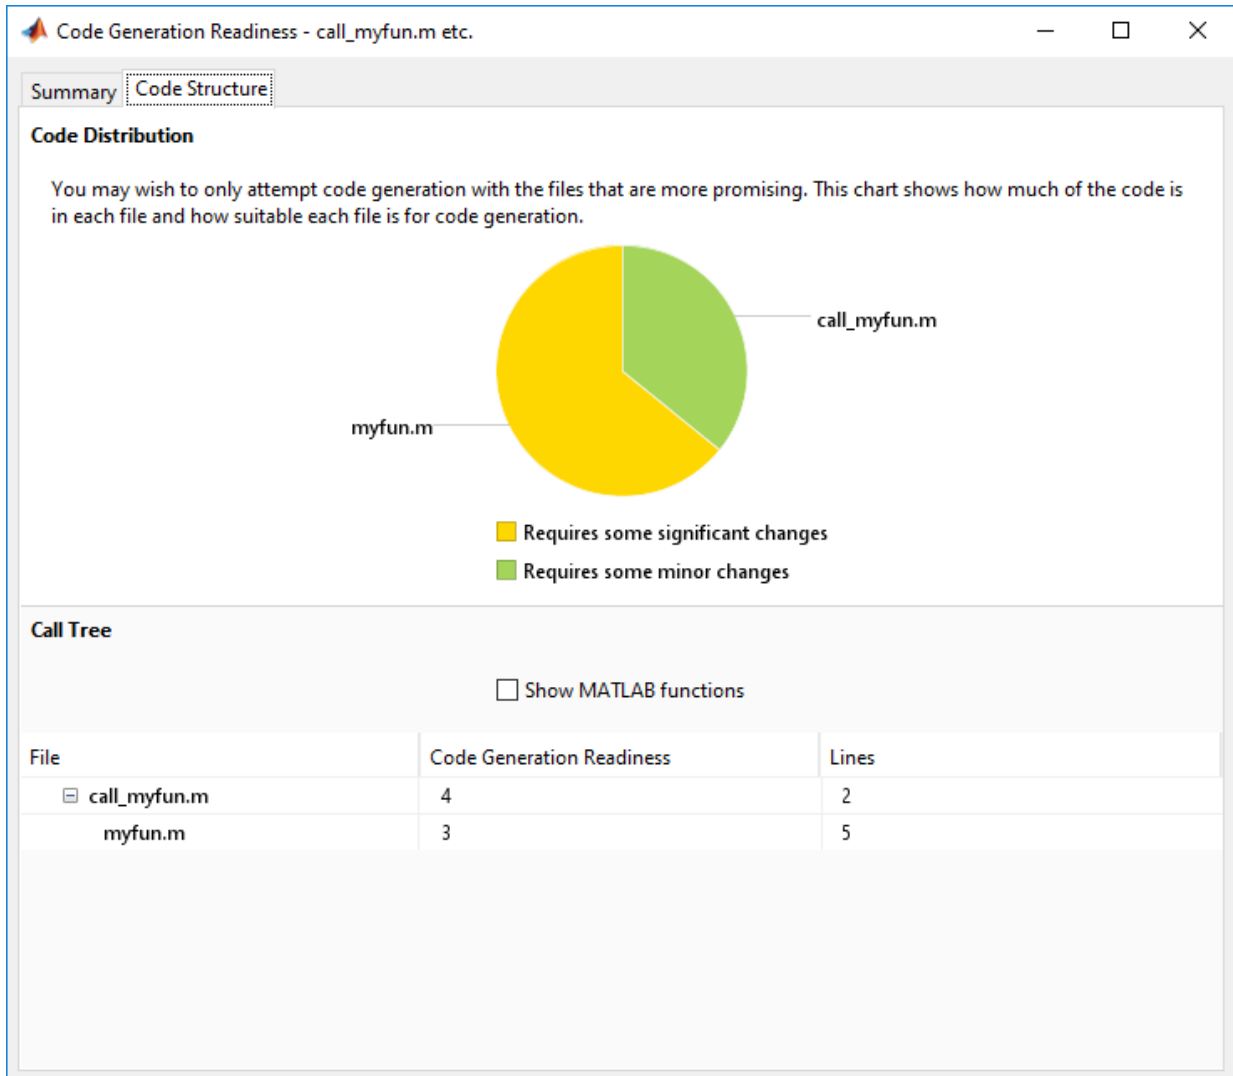 Code Generation Readiness - call_myfun.m etc.
Summary Code Structure
Code Distribution
You may wish to only attempt code generation with the files that are more promising. This chart shows how much of the code is
in each file and how suitable each file is for code generation.
call_myfun.m
myfun.m
Requires some significant changes
Requires some minor changes
Call Tree
Show MATLAB functions
File Code Generation Readiness Lines
call_myfun.m 4 2
myfun.m 3 5